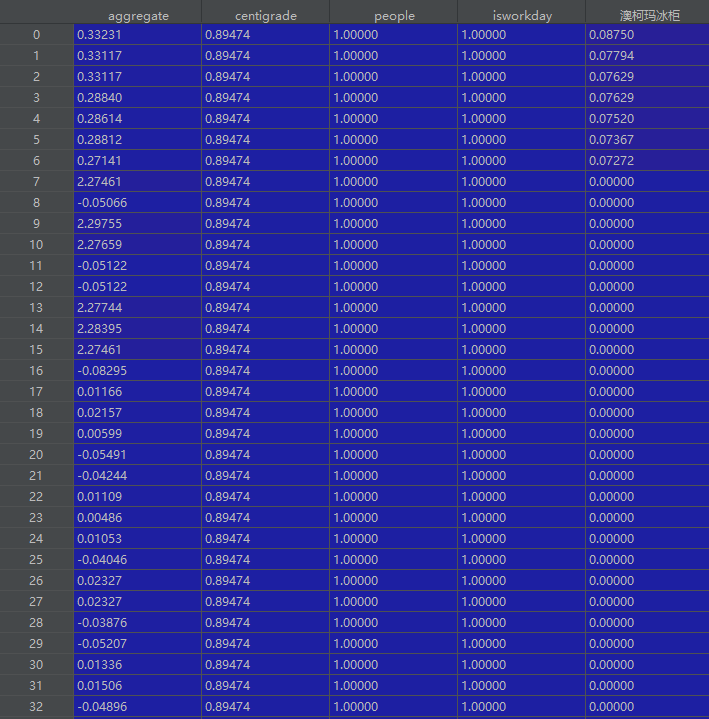 aggregate centigrade people isworkday 澳柯玛冰柜
0 0.33231 0.89474 1.00000 1.00000 0.08750
1 0.33117 0.89474 1.00000 1.00000 0.07794
2 0.33117 0.89474 1.00000 1.00000 0.07629
3 0.28840 0.89474 1.00000 1.00000 0.07629
4 0.28614 0.89474 1.00000 1.00000 0.07520
5 0.28812 0.89474 1.00000 1.00000 0.07367
6 0.27141 0.89474 1.00000 1.00000 0.07272
7 2.27461 0.89474 1.00000 1.00000 0.00000
8 -0.05066 0.89474 1.00000 1.00000 0.00000
9 2.29755 0.89474 1.00000 1.00000 0.00000
10 2.27659 0.89474 1.00000 1.00000 0.00000
11 -0.05122 0.89474 1.00000 1.00000 0.00000
12 -0.05122 0.89474 1.00000 1.00000 0.00000
13 2.27744 0.89474 1.00000 1.00000 0.00000
14 2.28395 0.89474 1.00000 1.00000 0.00000
15 2.27461 0.89474 1.00000 1.00000 0.00000
16 -0.08295 0.89474 1.00000 1.00000 0.00000
17 0.01166 0.89474 1.00000 1.00000 0.00000
18 0.02157 0.89474 1.00000 1.00000 0.00000
19 0.00599 0.89474 1.00000 1.00000 0.00000
20 -0.05491 0.89474 1.00000 1.00000 0.00000
21 -0.04244 0.89474 1.00000 1.00000 0.00000
22 0.01109 0.89474 1.00000 1.00000 0.00000
23 0.00486 0.89474 1.00000 1.00000 0.00000
24 0.01053 0.89474 1.00000 1.00000 0.00000
25 -0.04046 0.89474 1.00000 1.00000 0.00000
26 0.02327 0.89474 1.00000 1.00000 0.00000
27 0.02327 0.89474 1.00000 1.00000 0.00000
28 -0.03876 0.89474 1.00000 1.00000 0.00000
29 -0.05207 0.89474 1.00000 1.00000 0.00000
30 0.01336 0.89474 1.00000 1.00000 0.00000
31 0.01506 0.89474 1.00000 1.00000 0.00000
32 -0.04896 0.89474 1.00000 1.00000 0.00000